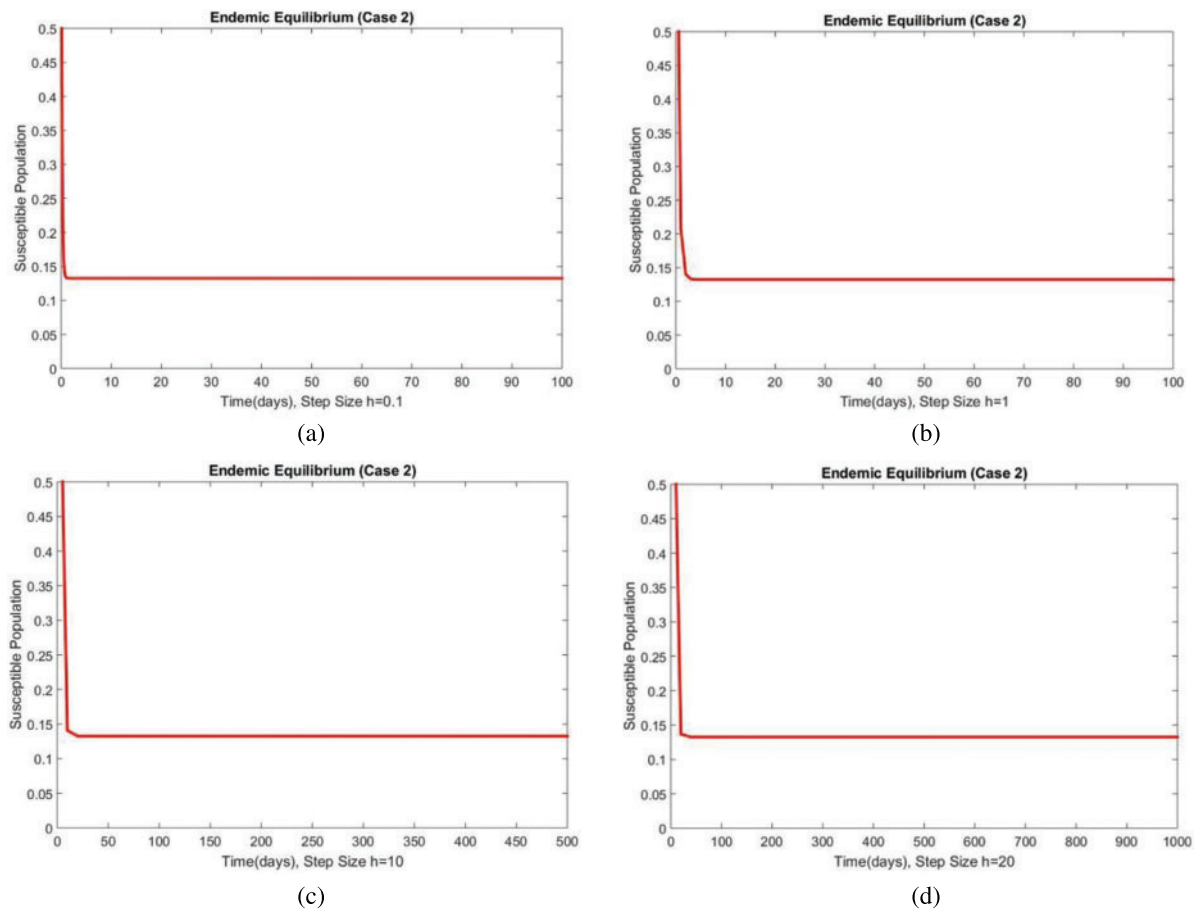 Endemic Equilibrium (Case 2)
0.5
0.45
0.4
0.35
0.3
0.25
0.2
0.15
0.1
0.05
0
Susceptible Population
0 10 20 30 40 50 60 70 80 90 100
Time(days), Step Size h=0.1
(a)
Endemic Equilibrium (Case 2)
0.5
0.45
0.4
0.35
0.3
0.25
0.2
0.15
0.1
0.05
0
Susceptible Population
0 10 20 30 40 50 60 70 80 90 100
Time(days), Step Size h=1
(b)
Endemic Equilibrium (Case 2)
0.5
0.45
0.4
0.35
0.3
0.25
0.2
0.15
0.1
0.05
0
Susceptible Population
0 50 100 150 200 250 300 350 400 450 500
Time(days), Step Size h=10
(c)
Endemic Equilibrium (Case 2)
0.5
0.45
0.4
0.35
0.3
0.25
0.2
0.15
0.1
0.05
0
Susceptible Population
0 100 200 300 400 500 600 700 800 900 1000
Time(days), Step Size h=20
(d)